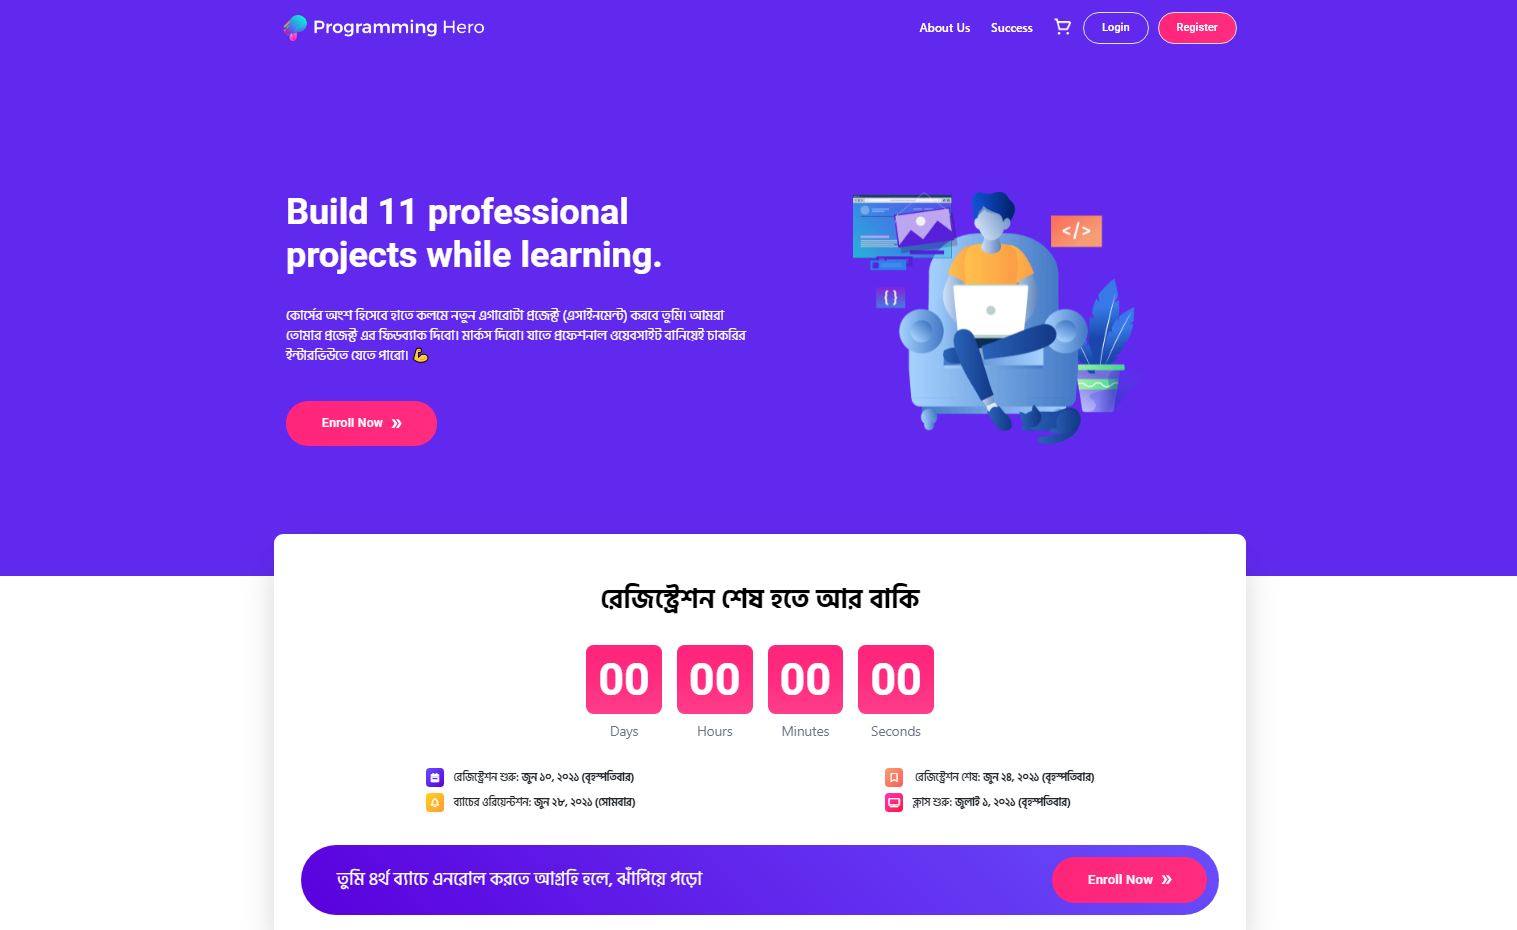 Programming Hero
About Us Success Login Register
Build 11 professional
projects while learning.
</>
{ }
কোর্সের অংশ হিসেবে হাতে কলমে নতুন এগারোটা প্রজেক্ট (এসাইনমেন্ট) করবে তুমি। আমরা
তোমার প্রজেক্ট এর ফিডব্যাক দিবো। মার্কস দিবো। যাতে প্রফেশনাল ওয়েবসাইট বানিয়েই চাকরির
ইন্টারভিউতে যেতে পারো। 💪
Enroll Now »
রেজিস্ট্রেশন শেষ হতে আর বাকি
00 00 00 00
Days Hours Minutes Seconds
রেজিস্ট্রেশন শুরু: জুন ১০, ২০২১ (বৃহস্পতিবার)
রেজিস্ট্রেশন শেষ: জুন ২৪, ২০২১ (বৃহস্পতিবার)
ব্যাচের ওরিয়েন্টশন: জুন ২৮, ২০২১ (সোমবার)
ক্লাস শুরু: জুলাই ১, ২০২১ (বৃহস্পতিবার)
তুমি ৪র্থ ব্যাচে এনরোল করতে আগ্রহি হলে, ঝাঁপিয়ে পড়ো
Enroll Now »